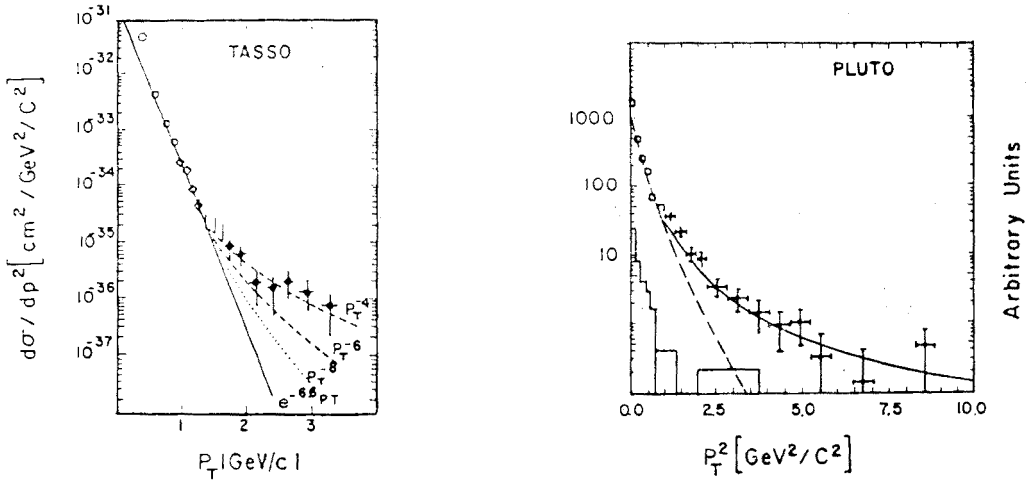 TASSO
10^-31
10^-32
10^-33
10^-34
10^-35
10^-36
10^-37
dσ/dp² [cm²/GeV²/C²]
P_T^-4
P_T^-6
P_T^-8
e^-6.6 P_T
1 2 3
P_T [GeV/c]
PLUTO
1000
100
10
Arbitrary Units
0.0 2.5 5.0 7.5 10.0
P_T² [GeV²/C²]